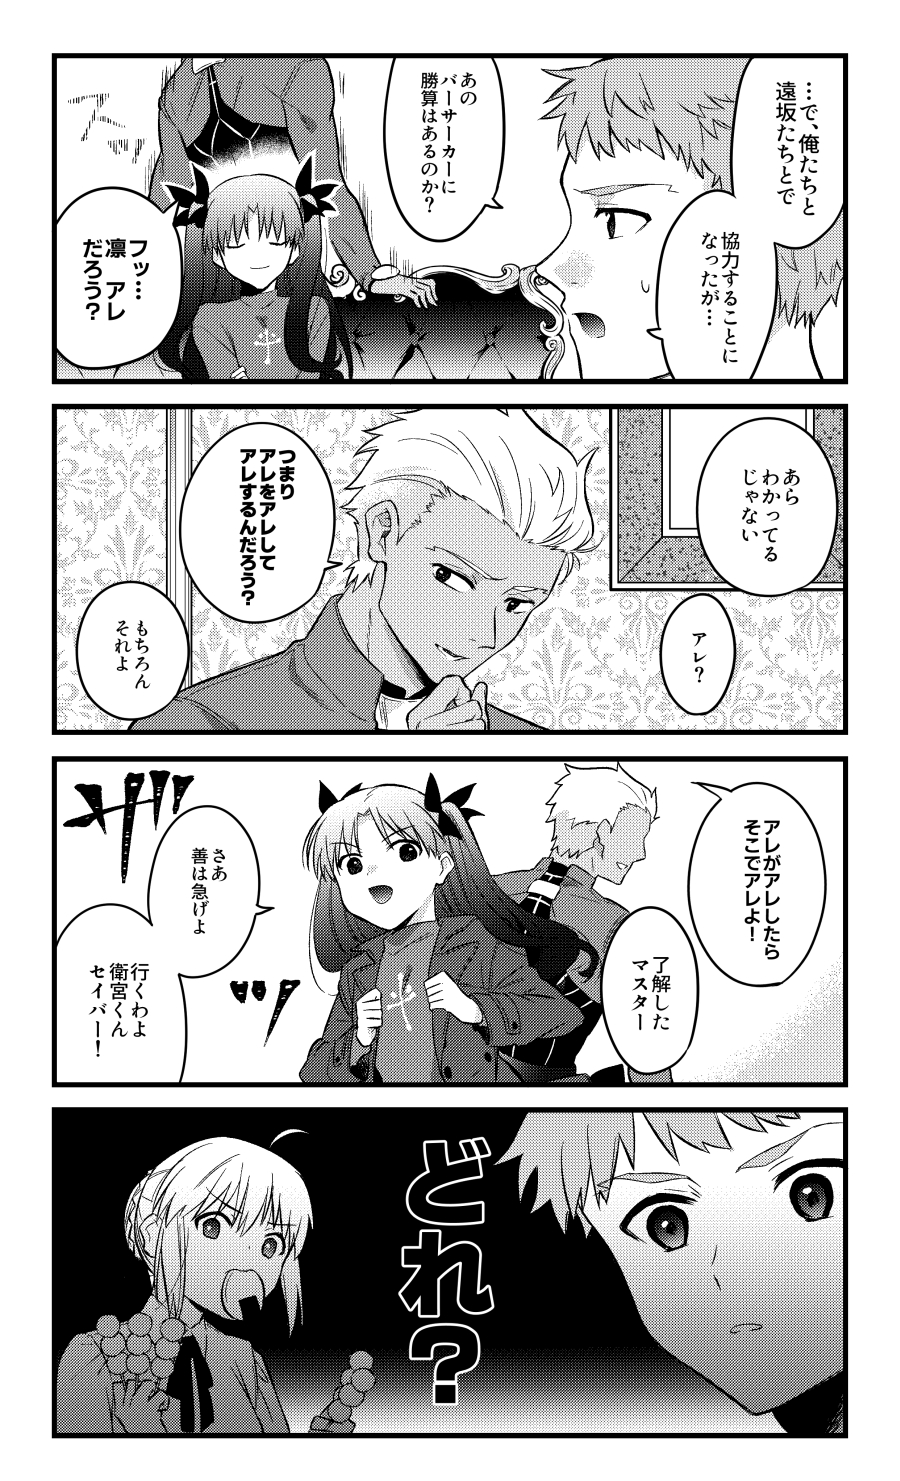 …で、俺たちと
遠坂たちとで
協力することに
なったが…
あの
バーサーカーに
勝算はあるのか？
フッ…
凛 アレ
だろう？
ズズ…
あら
わかってる
じゃない
アレ？
つまり
アレをアレして
アレするんだろう？
もちろん
それよ
アレがアレしたら
そこでアレよ！
了解した
マスター
さあ
善は急げよ
行くわよ
衛宮くん
セイバー！
ザッ
バッ
どれ？